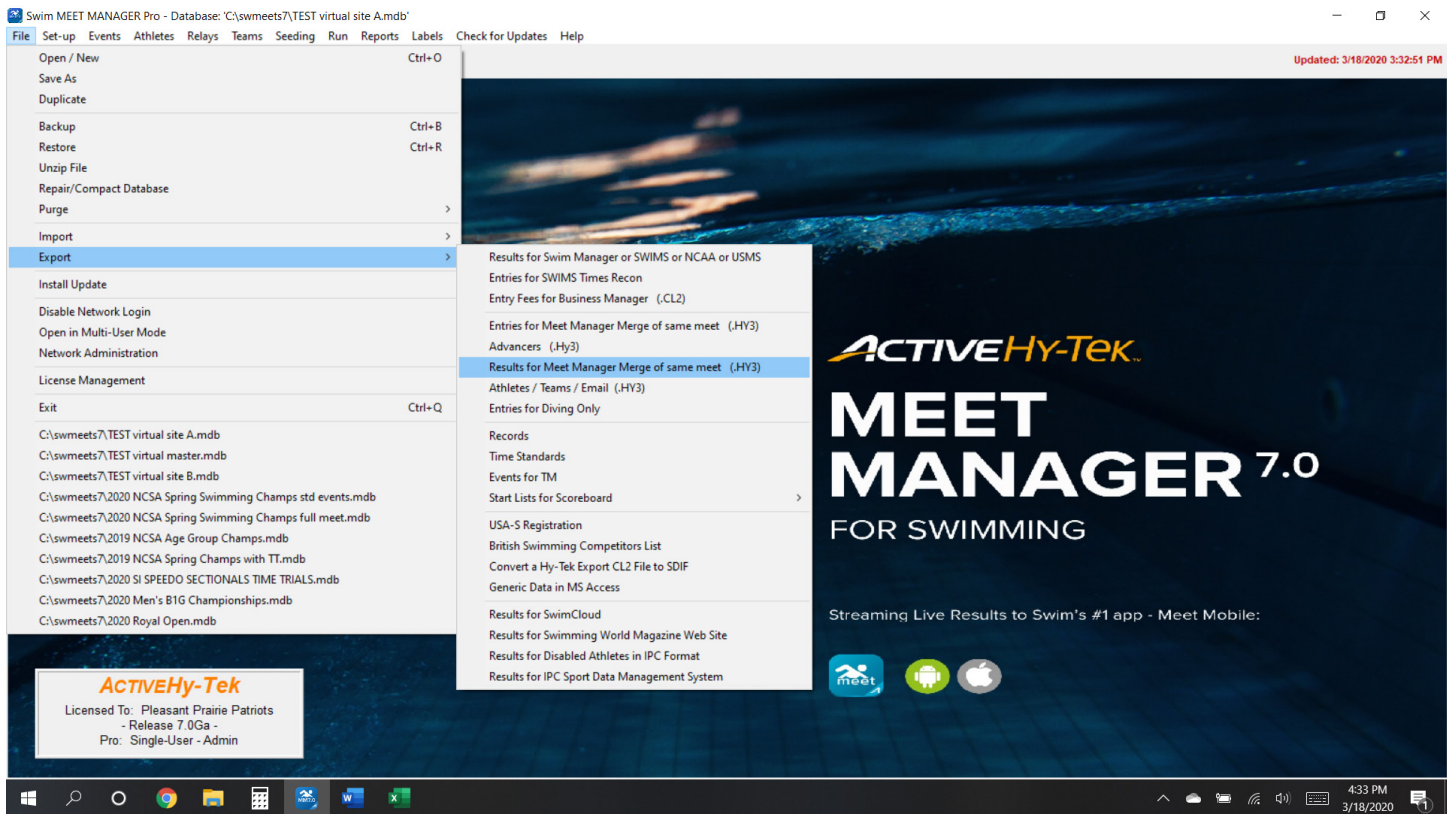 Swim MEET MANAGER Pro - Database: 'C:\swmeets7\TEST virtual site A.mdb'
File Set-up Events Athletes Relays Teams Seeding Run Reports Labels Check for Updates Help
Updated: 3/18/2020 3:32:51 PM
Open / New Ctrl+O
Save As
Duplicate
Backup Ctrl+B
Restore Ctrl+R
Unzip File
Repair/Compact Database
Purge >
Import >
Export >
Install Update
Disable Network Login
Open in Multi-User Mode
Network Administration
License Management
Exit Ctrl+Q
C:\swmeets7\TEST virtual site A.mdb
C:\swmeets7\TEST virtual master.mdb
C:\swmeets7\TEST virtual site B.mdb
C:\swmeets7\2020 NCSA Spring Swimming Champs std events.mdb
C:\swmeets7\2020 NCSA Spring Swimming Champs full meet.mdb
C:\swmeets7\2019 NCSA Age Group Champs.mdb
C:\swmeets7\2019 NCSA Spring Champs with TT.mdb
C:\swmeets7\2020 SI SPEEDO SECTIONALS TIME TRIALS.mdb
C:\swmeets7\2020 Men's B1G Championships.mdb
C:\swmeets7\2020 Royal Open.mdb
Results for Swim Manager or SWIMS or NCAA or USMS
Entries for SWIMS Times Recon
Entry Fees for Business Manager (.CL2)
Entries for Meet Manager Merge of same meet (.HY3)
Advancers (.Hy3)
Results for Meet Manager Merge of same meet (.HY3)
Athletes / Teams / Email (.HY3)
Entries for Diving Only
Records
Time Standards
Events for TM
Start Lists for Scoreboard >
USA-S Registration
British Swimming Competitors List
Convert a Hy-Tek Export CL2 File to SDIF
Generic Data in MS Access
Results for SwimCloud
Results for Swimming World Magazine Web Site
Results for Disabled Athletes in IPC Format
Results for IPC Sport Data Management System
ACTIVE HY-TEK™
MEET
MANAGER 7.0
FOR SWIMMING
Streaming Live Results to Swim's #1 app - Meet Mobile:
meet
ACTIVEHy-Tek
Licensed To: Pleasant Prairie Patriots
- Release 7.0Ga -
Pro: Single-User - Admin
MM7.0
W
X
4:33 PM
3/18/2020
1